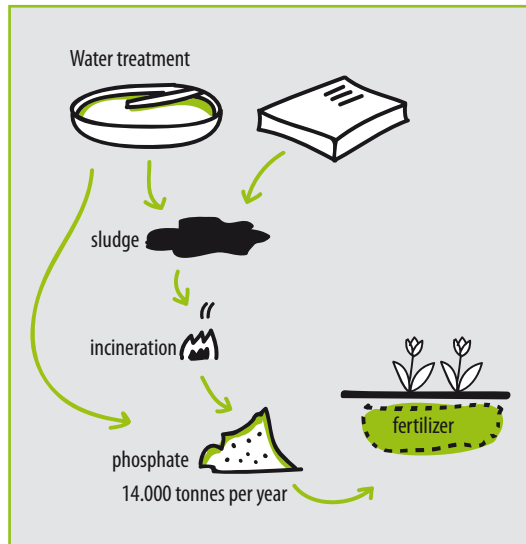 Water treatment
sludge
incineration
fertilizer
phosphate
14.000 tonnes per year